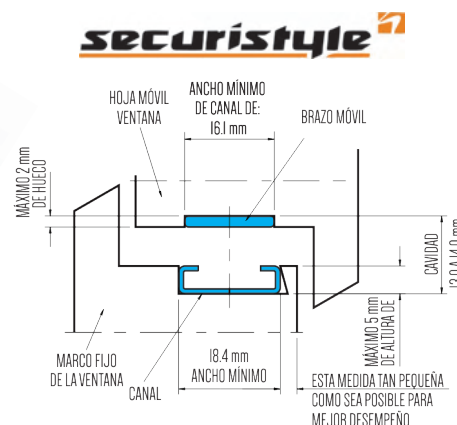 securistyle
HOJA MÓVIL
VENTANA
ANCHO MÍNIMO
DE CANAL DE:
16.1 mm
BRAZO MÓVIL
MÁXIMO 2 mm
DE HUECO
CAVIDAD
MÁXIMO 5 mm
DE ALTURA DE
MARCO FIJO
DE LA VENTANA
CANAL
18.4 mm
ANCHO MÍNIMO
ESTA MEDIDA TAN PEQUEÑA
COMO SEA POSIBLE PARA
MEJOR DESEMPEÑO